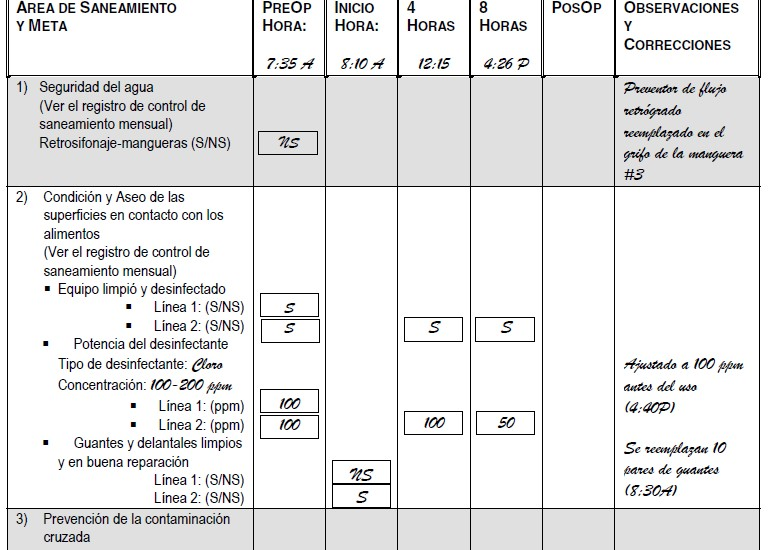 AREA DE SANEAMIENTO Y META
PREOP HORA: 7:35 A
INICIO HORA: 8:10 A
4 HORAS 12:15
8 HORAS 4:26 P
POSOP
OBSERVACIONES Y CORRECCIONES
1) Seguridad del agua
(Ver el registro de control de
saneamiento mensual)
Retrosifonaje-mangueras (S/NS) NS
Preventor de flujo
retrógrado
reemplazado en el
grifo de la manguera
#3
2) Condición y Aseo de las
superficies en contacto con los
alimentos
(Ver el registro de control de
saneamiento mensual)
▪ Equipo limpió y desinfectado
▪ Línea 1: (S/NS) S
▪ Línea 2: (S/NS) S S S
▪ Potencia del desinfectante
Tipo de desinfectante: Cloro
Concentración: 100-200 ppm
▪ Línea 1: (ppm) 100
▪ Línea 2: (ppm) 100 100 50
Ajustado a 100 ppm
antes del uso
(4:40P)
▪ Guantes y delantales limpios
y en buena reparación
Línea 1: (S/NS) NS
Línea 2: (S/NS) S
Se reemplazan 10
pares de guantes
(8:30A)
3) Prevención de la contaminación
cruzada